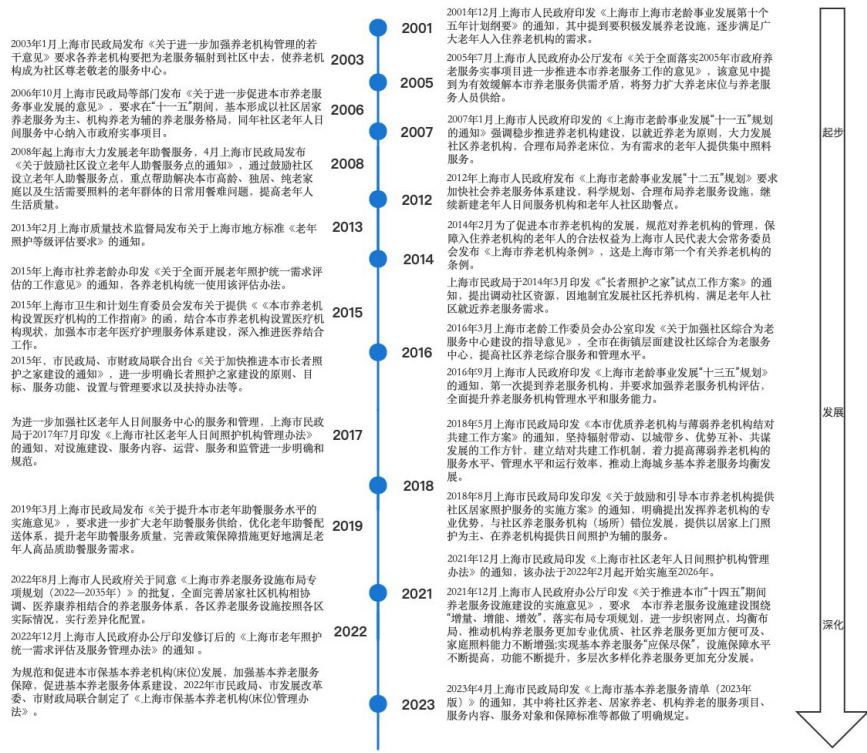 2001
2001年12月上海市人民政府印发《上海市上海市老龄事业发展第十个
五年计划纲要》的通知，其中提到要积极发展养老设施，逐步满足广
大老年人入住养老机构的需求。
2003年1月上海市民政局发布《关于进一步加强养老机构管理的若
干意见》要求各养老机构要把为老服务辐射到社区中去，使养老机
构成为社区尊老敬老的服务中心。
2003
2005
2005年7月上海市人民政府办公厅发布《关于全面落实2005年市政府
养老服务实事项目进一步推进本市养老服务工作的意见》，该意见中提
到为有效缓解本市养老服务供需矛盾，将努力扩大养老床位与养老服
务人员供给。
2006年10月上海市民政局等部门发布《关于进一步促进本市养老服
务事业发展的意见》，要求在“十一五”期间，基本形成以社区居家
养老服务为主、机构养老为辅的养老服务格局，同年社区老年人日
间服务中心纳入市政府实事项目。
2006
2007
2007年1月上海市人民政府印发的《上海市老龄事业发展“十一五”规划
的通知》强调稳步推进养老机构建设，以就近养老为原则，大力发展
社区养老机构，合理布局养老床位，为有需求的老年人提供集中照料
服务。
起步
2008年起上海市大力发展老年助餐服务，4月上海市民政局发布
《关于鼓励社区设立老年人助餐服务点的通知》，通过鼓励社区
设立老年人助餐服务点，重点帮助解决本市高龄、独居、纯老家
庭以及生活需要照料的老年群体的日常用餐难问题，提高老年人
生活质量。
2008
2012
2012年上海市人民政府发布《上海市老龄事业发展“十二五”规划》要求
加快社会养老服务体系建设，科学规划、合理布局养老服务设施，继
续新建老年人日间服务机构和老年人社区助餐点。
2013年2月上海市质量技术监督局发布关于上海市地方标准《老年
照护等级评估要求》的通知。
2013
2014
2014年2月为了促进本市养老机构的发展，规范对养老机构的管理，保
障入住养老机构的老年人的合法权益为上海市人民代表大会常务委员
会发布《上海市养老机构条例》，这是上海市第一个有关养老机构的
条例。
上海市民政局于2014年3月印发《“长者照护之家”试点工作方案》的通
知，提出调动社区资源，因地制宜发展社区托养机构，满足老年人社
区就近养老服务需求。
2015年上海市社养老龄办印发《关于全面开展老年照护统一需求评
估的工作意见》的通知，各养老机构统一使用该评估办法。
2015年上海市卫生和计划生育委员会发布关于提供《《本市养老机
构设置医疗机构的工作指南》的函，结合本市养老机构设置医疗机
构现状，加强本市老年医疗护理服务体系建设，深入推进医养结合
工作。
2015年，市民政局、市财政局联合出台《关于加快推进本市长者照
护之家建设的通知》，进一步明确长者照护之家建设的原则、目
标、服务功能、设置与管理要求以及扶持办法等。
2015
2016
2016年3月上海市老龄工作委员会办公室印发《关于加强社区综合为老
服务中心建设的指导意见》，全市在街镇层面建设社区综合为老服务
中心，提高社区养老综合服务和管理水平。
2016年9月上海市人民政府印发《上海市老龄事业发展“十三五”规划》
的通知，第一次提到养老服务机构，并要求加强养老服务机构评估，
全面提升养老服务机构管理水平和服务能力。
发展
为进一步加强社区老年人日间服务中心的服务和管理，上海市民政
局于2017年7月印发《上海市社区老年人日间照护机构管理办法》
的通知，对设施建设、服务内容、运营、服务和监管进一步明确和
规范。
2017
2018
2018年5月上海市民政局印发《本市优质养老机构与薄弱养老机构结对
共建工作方案》的通知，坚持辐射带动、以城带乡、优势互补、共谋
发展的工作方针，建立结对共建工作机制，着力提高薄弱养老机构的
服务水平、管理水平和运行效率，推动上海城乡基本养老服务均衡发
展。
2018年8月上海市民政局印发印发《关于鼓励和引导本市养老机构提供
社区居家照护服务的实施方案》的通知，明确提出发挥养老机构的专
业优势，与社区养老服务机构（场所）错位发展，提供以居家上门照
护为主、在养老机构提供日间照护为辅的服务。
2019年3月上海市民政局发布《关于提升本市老年助餐服务水平的
实施意见》，要求进一步扩大老年助餐服务供给，优化老年助餐配
送体系，提升老年助餐服务质量，完善政策保障措施更好地满足老
年人高品质助餐服务需求。
2019
2021
2021年12月上海市民政局印发《上海市社区老年人日间照护机构管理
办法》的通知，该办法于2022年2月起开始实施至2026年。
2021年12月上海市人民政府办公厅印发《关于推进本市“十四五”期间
养老服务设施建设的实施意见》，要求 本市养老服务设施建设围绕
“增量、增能、增效”，落实布局专项规划，进一步织密网点，均衡布
局，推动机构养老服务更加专业优质、社区养老服务更加方便可及、
家庭照料能力不断增强;实现基本养老服务“应保尽保”，设施保障水平
不断提高，功能不断提升，多层次多样化养老服务更加充分发展。
深化
2022年8月上海市人民政府关于同意《上海市养老服务设施布局专
项规划（2022—2035年）》的批复，全面完善居家社区机构相协
调、医养康养相结合的养老服务体系，各区养老服务设施按照各区
实际情况，实行差异化配置。
2022年12月上海市人民政府办公厅印发修订后的《上海市老年照护
统一需求评估及服务管理办法》的通知 。
为规范和促进本市保基本养老机构(床位)发展，加强基本养老服务
保障，促进基本养老服务体系建设，2022年市民政局、市发展改革
委、市财政局联合制定了《上海市保基本养老机构(床位)管理办
法》。
2022
2023
2023年4月上海市民政局印发《上海市基本养老服务清单（2023年
版）》的通知，其中将社区养老、居家养老、机构养老的服务项目、
服务内容、服务对象和保障标准等都做了明确规定。